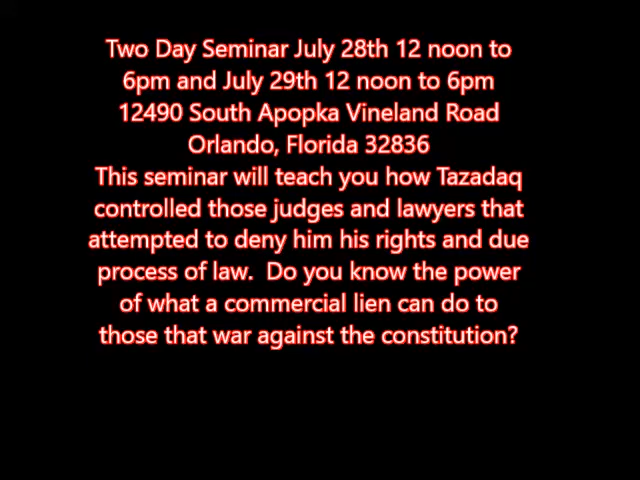 Two Day Seminar July 28th 12 noon to
6pm and July 29th 12 noon to 6pm
12490 South Apopka Vineland Road
Orlando, Florida 32836
This seminar will teach you how Tazadaq
controlled those judges and lawyers that
attempted to deny him his rights and due
process of law.  Do you know the power
of what a commercial lien can do to
those that war against the constitution?